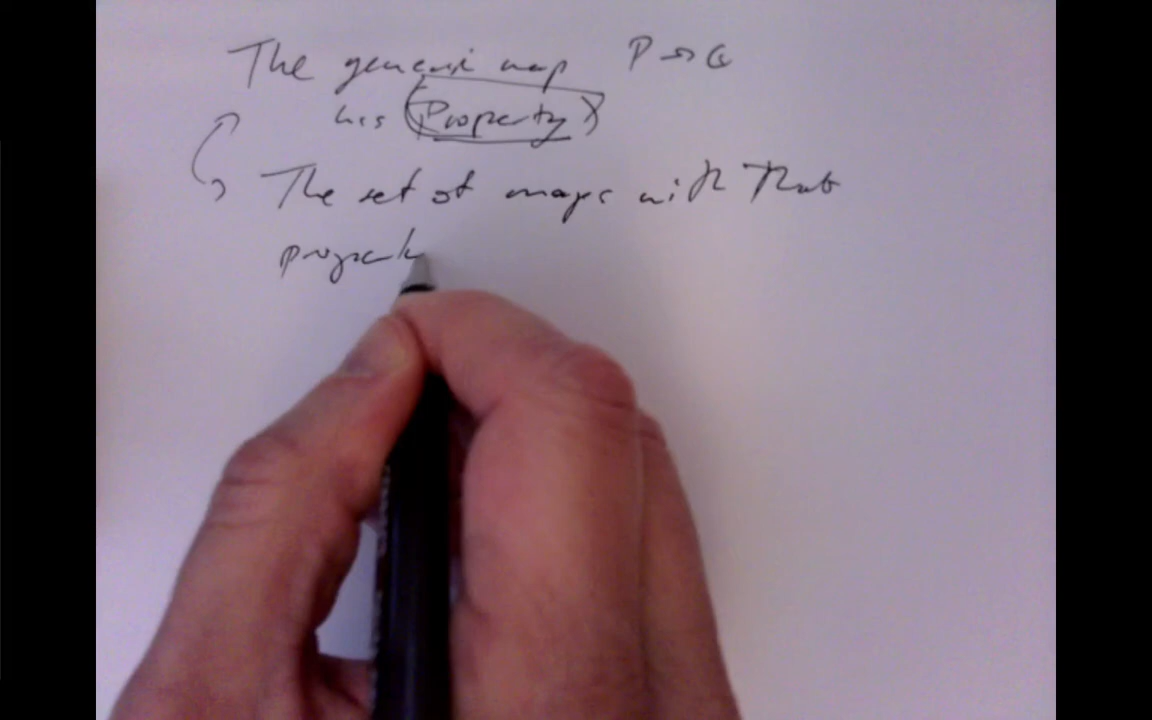 The generic map P → Q
has (Property)
The set of maps with that
property